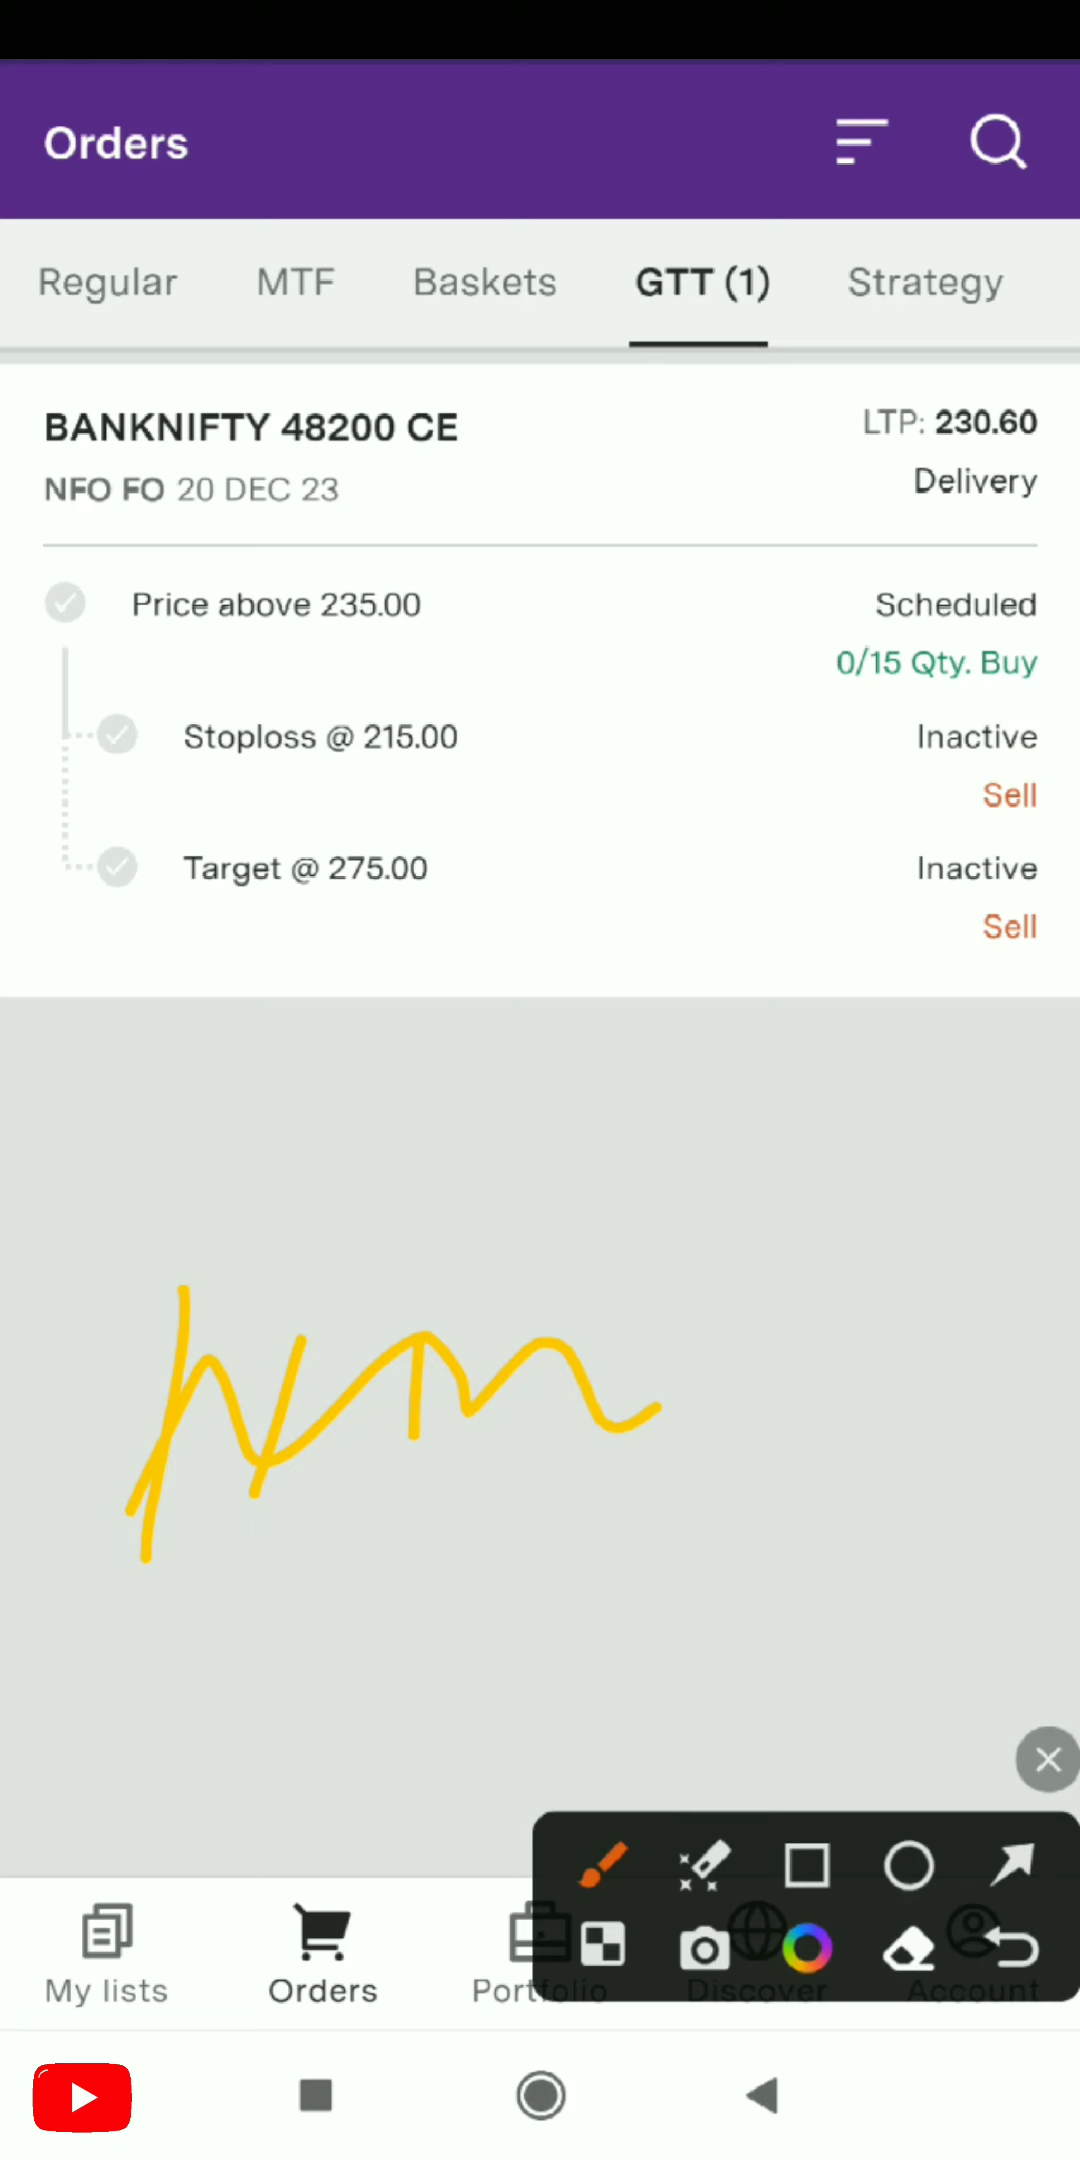 Orders
Regular MTF Baskets GTT (1) Strategy
BANKNIFTY 48200 CE LTP: 230.60
NFO FO 20 DEC 23 Delivery
Price above 235.00 Scheduled
0/15 Qty. Buy
Stoploss @ 215.00 Inactive
Sell
Target @ 275.00 Inactive
Sell
My lists Orders Portfolio Discover Account